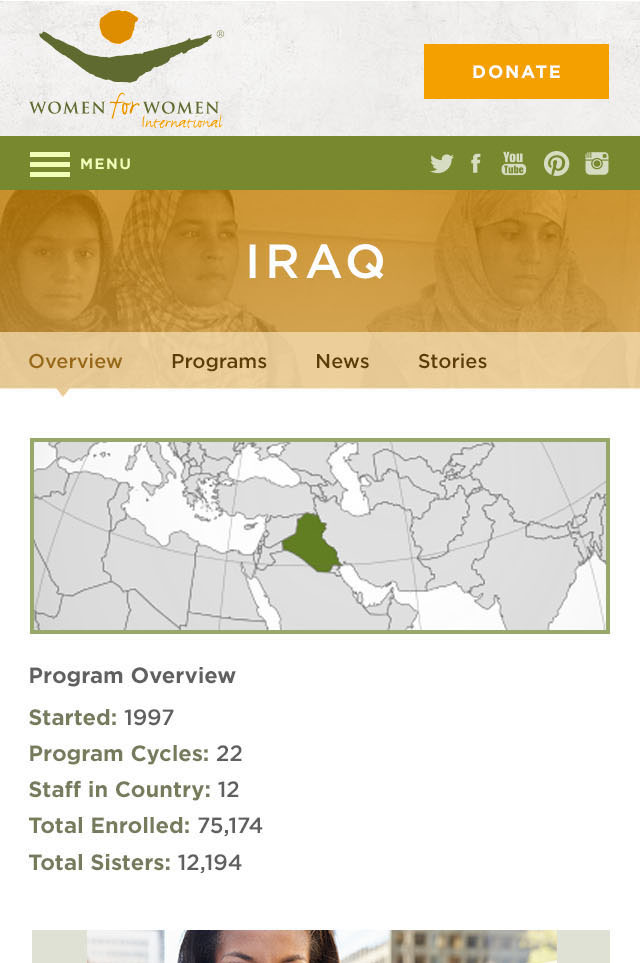 ®
WOMEN for WOMEN
International
DONATE
MENU
You
Tube
IRAQ
Overview
Programs
News
Stories
Program Overview
Started: 1997
Program Cycles: 22
Staff in Country: 12
Total Enrolled: 75,174
Total Sisters: 12,194